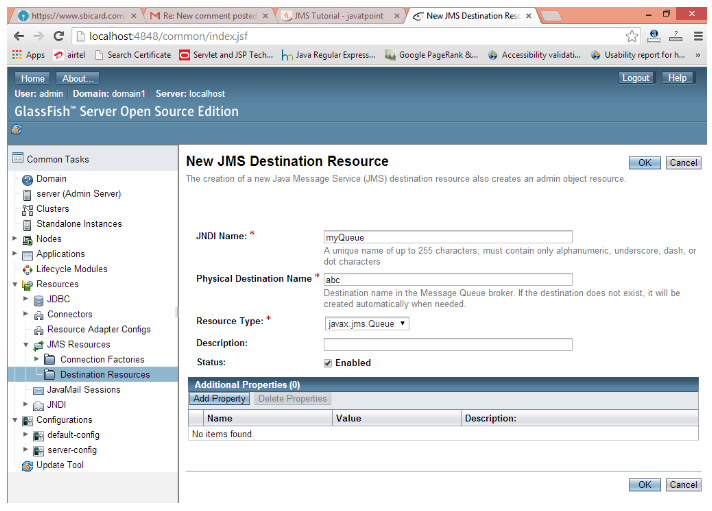 https://www.sbicard.com
Re: New comment posted
JMS Tutorial - javatpoint
New JMS Destination Reso
localhost:4848/common/index.jsf
Apps
airtel
Search Certificate
Servlet and JSP Tech...
Java Regular Express...
Google PageRank &...
Accessibility validati...
Usability report for h...
»
Home
About...
Logout
Help
User: admin Domain: domain1 Server: localhost
GlassFish™ Server Open Source Edition
Common Tasks
Domain
server (Admin Server)
Clusters
Standalone Instances
Nodes
Applications
Lifecycle Modules
Resources
JDBC
Connectors
Resource Adapter Configs
JMS Resources
Connection Factories
Destination Resources
JavaMail Sessions
JNDI
Configurations
default-config
server-config
Update Tool
New JMS Destination Resource
OK
Cancel
The creation of a new Java Message Service (JMS) destination resource also creates an admin object resource.
JNDI Name: *
myQueue
A unique name of up to 255 characters; must contain only alphanumeric, underscore, dash, or
dot characters
Physical Destination Name *
abc
Destination name in the Message Queue broker. If the destination does not exist, it will be
created automatically when needed.
Resource Type: *
javax.jms.Queue
Description:
Status:
Enabled
Additional Properties (0)
Add Property
Delete Properties
Name
Value
Description:
No items found.
OK
Cancel